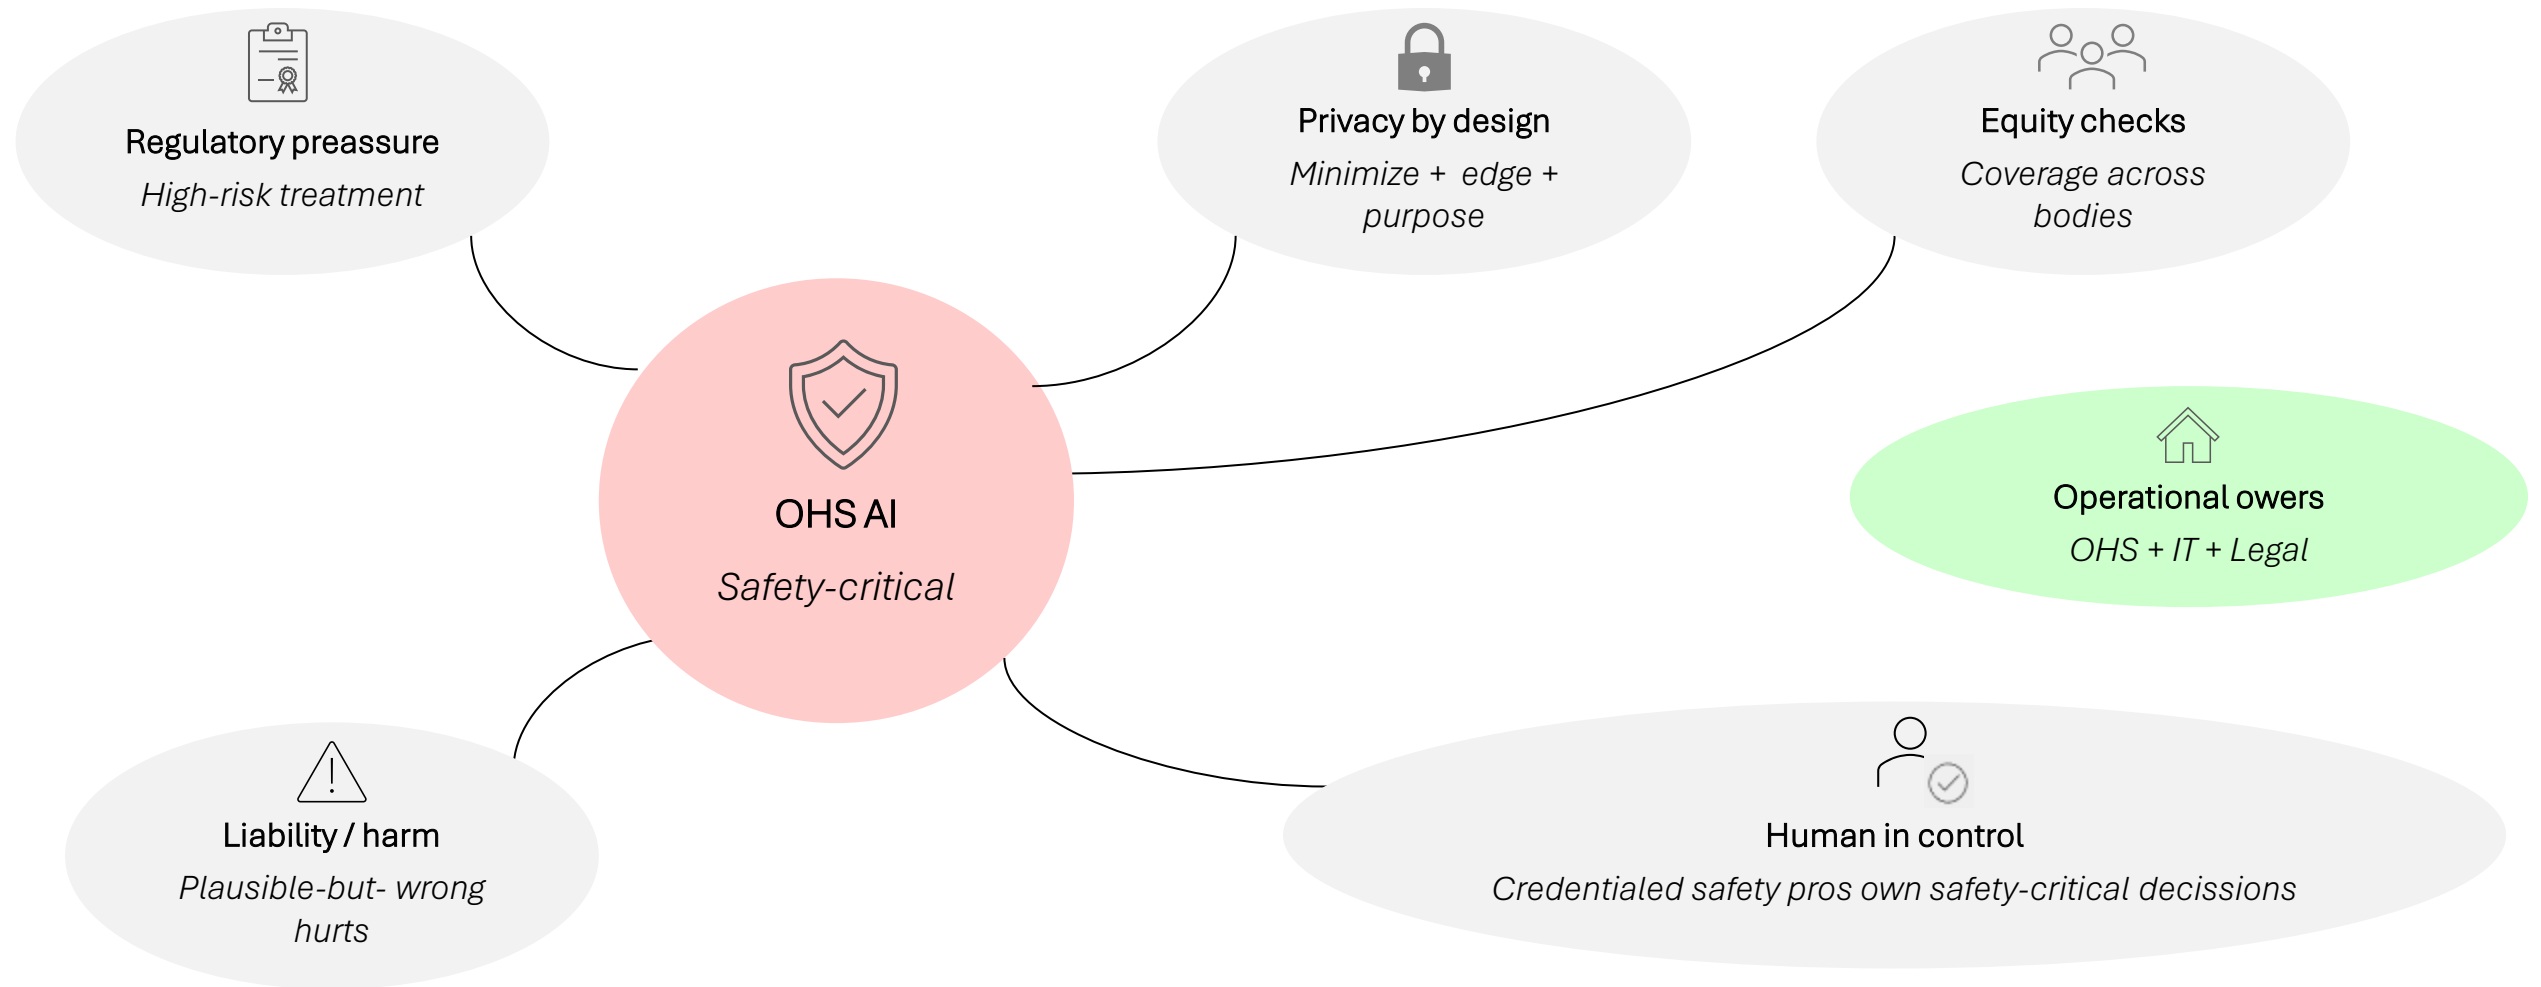 Regulatory preassure
High-risk treatment
Privacy by design
Minimize +  edge +
purpose
Equity checks
Coverage across
bodies
OHS AI
Safety-critical
Operational owers
OHS + IT + Legal
Liability / harm
Plausible-but- wrong
hurts
Human in control
Credentialed safety pros own safety-critical decissions